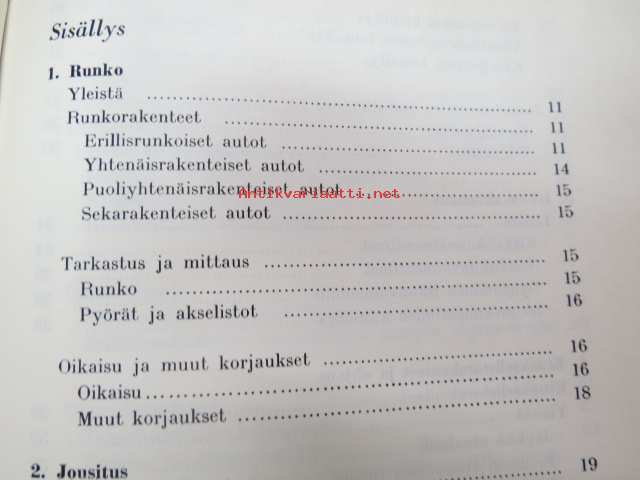 Sisällys
1. Runko
Yleistä ........ 11
Runkorakenteet ........ 11
Erillisrunkoiset autot ........ 11
Yhtenäisrakenteiset autot ........ 14
Puoliyhtenäisrakenteiset autot ........ 15
Antikvariaatti.net
Sekarakenteiset autot ........ 15
Tarkastus ja mittaus ........ 15
Runko ........ 15
Pyörät ja akselistot ........ 16
Oikaisu ja muut korjaukset ........ 16
Oikaisu ........ 16
Muut korjaukset ........ 18
2. Jousitus
19